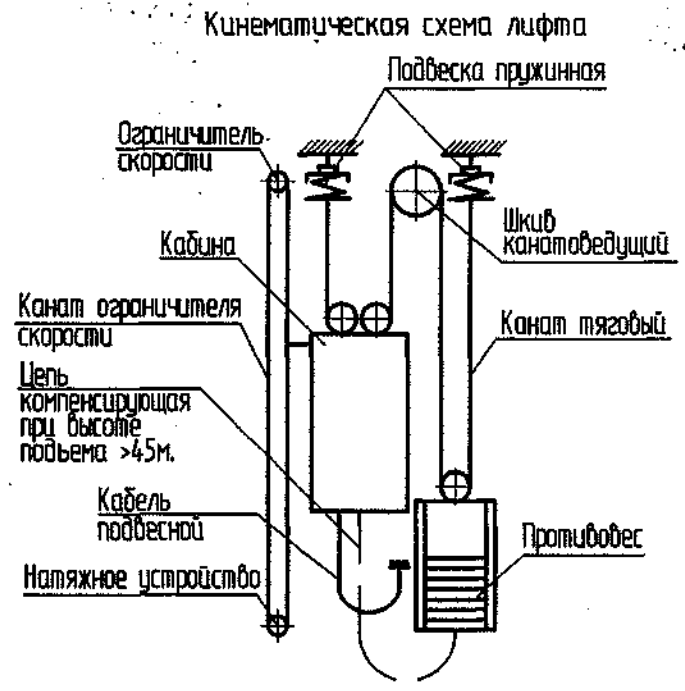 Кинематическая схема лифта
Подвеска пружинная
Ограничитель
скорости
Шкив
канатоведущий
Кабина
Канат ограничителя
скорости
Канат тяговый
Цепь
компенсирующая
при высоте
подьема >45м.
Кабель
подвесной
Противовес
Натяжное устройство